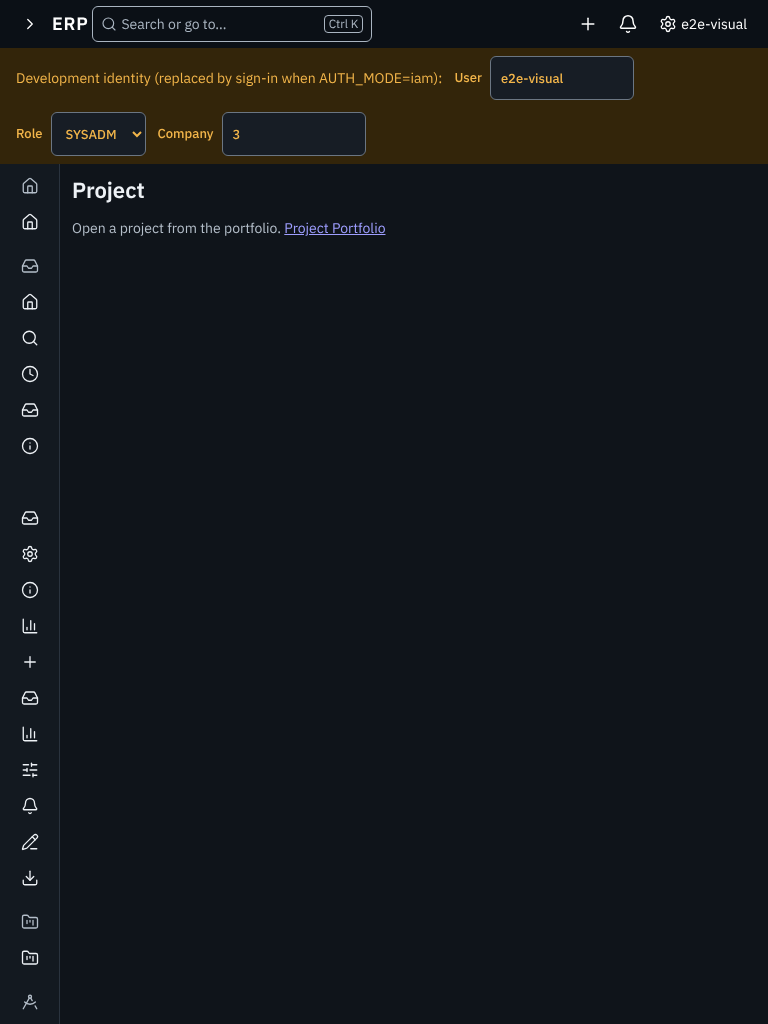 ERP Search or go to... Ctrl K e2e-visual
Development identity (replaced by sign-in when AUTH_MODE=iam): User e2e-visual
Role SYSADM Company 3
Project
Open a project from the portfolio. Project Portfolio